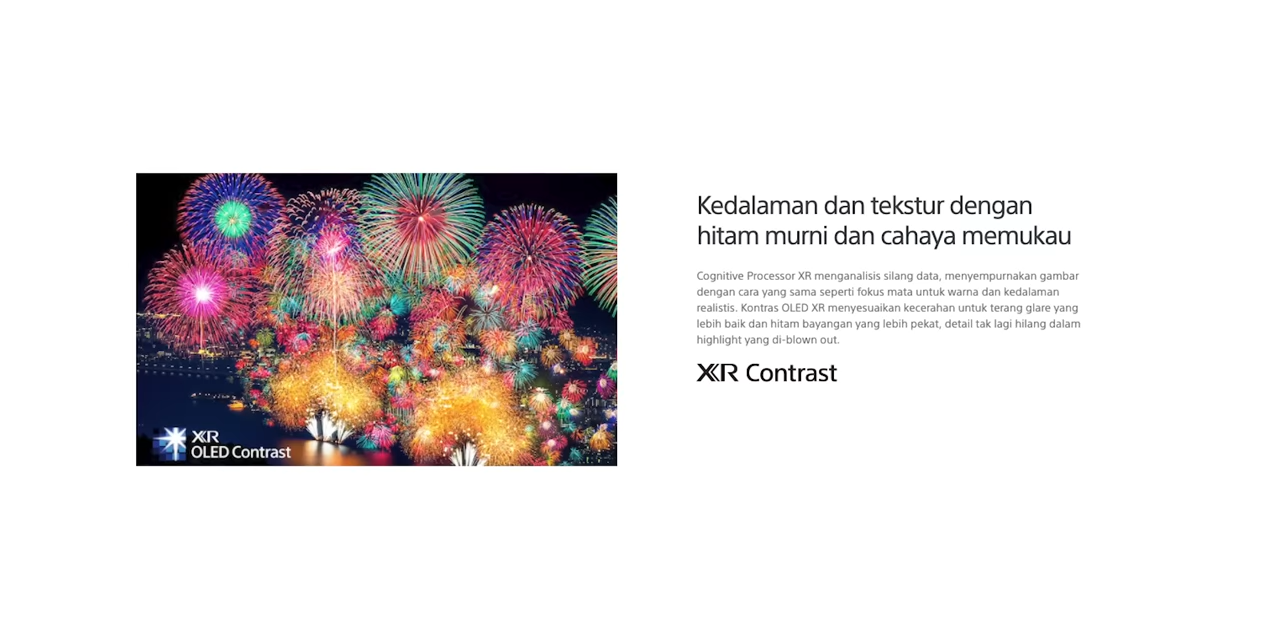 XR
OLED Contrast
Kedalaman dan tekstur dengan
hitam murni dan cahaya memukau
Cognitive Processor XR menganalisis silang data, menyempurnakan gambar
dengan cara yang sama seperti fokus mata untuk warna dan kedalaman
realistis. Kontras OLED XR menyesuaikan kecerahan untuk terang glare yang
lebih baik dan hitam bayangan yang lebih pekat, detail tak lagi hilang dalam
highlight yang di-blown out.
XR Contrast